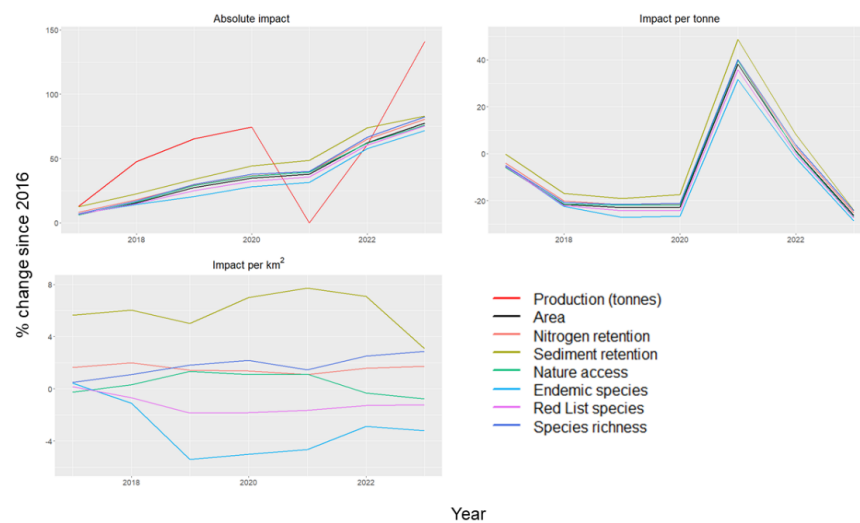 Absolute impact
150
100
50
0
2018
2020
2022
Impact per tonne
40
20
0
-20
2018
2020
2022
Impact per km²
8
4
0
-4
2018
2020
2022
% change since 2016
Year
Production (tonnes)
Area
Nitrogen retention
Sediment retention
Nature access
Endemic species
Red List species
Species richness